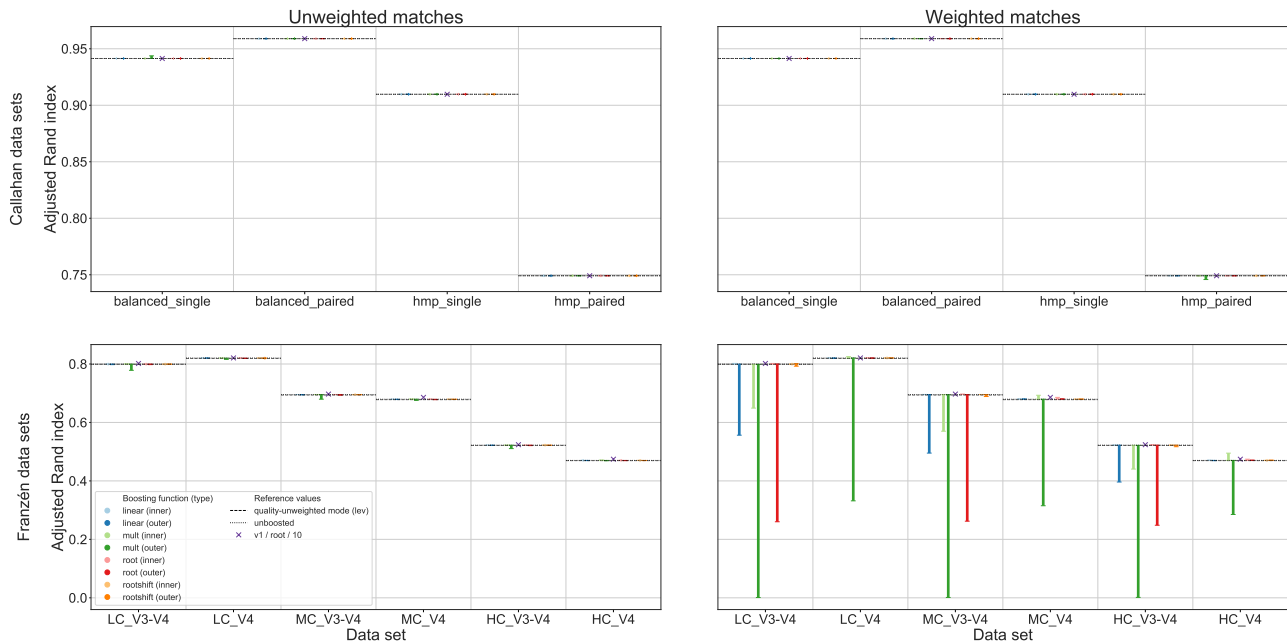 Unweighted matches
Weighted matches
Callahan data sets
Adjusted Rand index
0.95
0.90
0.85
0.80
0.75
balanced_single
balanced_paired
hmp_single
hmp_paired
balanced_single
balanced_paired
hmp_single
hmp_paired
Franzén data sets
Adjusted Rand index
0.8
0.6
0.4
0.2
0.0
Boosting function (type)
linear (inner)
linear (outer)
mult (inner)
mult (outer)
root (inner)
root (outer)
rootshift (inner)
rootshift (outer)
Reference values
quality-unweighted mode (lev)
unboosted
v1 / root / 10
LC_V3-V4
LC_V4
MC_V3-V4
MC_V4
HC_V3-V4
HC_V4
Data set
LC_V3-V4
LC_V4
MC_V3-V4
MC_V4
HC_V3-V4
HC_V4
Data set